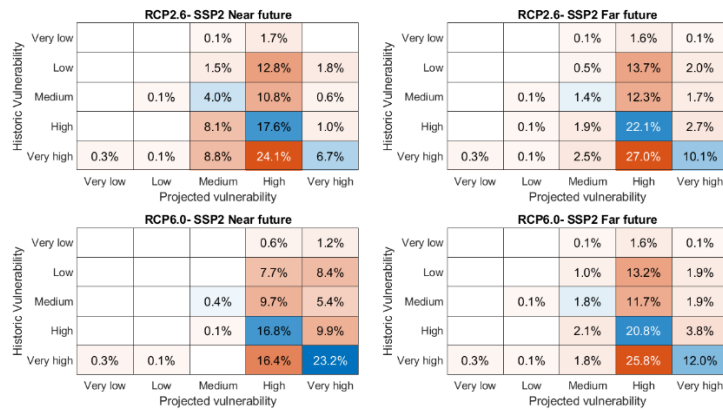 RCP2.6- SSP2 Near future
Historic Vulnerability
Very low 0.1% 1.7%
Low 1.5% 12.8% 1.8%
Medium 0.1% 4.0% 10.8% 0.6%
High 8.1% 17.6% 1.0%
Very high 0.3% 0.1% 8.8% 24.1% 6.7%
Very low Low Medium High Very high
Projected vulnerability
RCP2.6- SSP2 Far future
Historic Vulnerability
Very low 0.1% 1.6% 0.1%
Low 0.5% 13.7% 2.0%
Medium 0.1% 1.4% 12.3% 1.7%
High 0.1% 1.9% 22.1% 2.7%
Very high 0.3% 0.1% 2.5% 27.0% 10.1%
Very low Low Medium High Very high
Projected vulnerability
RCP6.0- SSP2 Near future
Historic Vulnerability
Very low 0.6% 1.2%
Low 7.7% 8.4%
Medium 0.4% 9.7% 5.4%
High 0.1% 16.8% 9.9%
Very high 0.3% 0.1% 16.4% 23.2%
Very low Low Medium High Very high
Projected vulnerability
RCP6.0- SSP2 Far future
Historic Vulnerability
Very low 0.1% 1.6% 0.1%
Low 1.0% 13.2% 1.9%
Medium 0.1% 1.8% 11.7% 1.9%
High 2.1% 20.8% 3.8%
Very high 0.3% 0.1% 1.8% 25.8% 12.0%
Very low Low Medium High Very high
Projected vulnerability